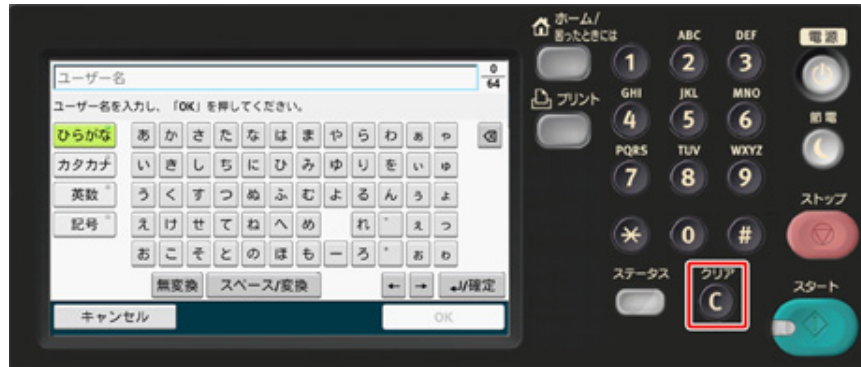 ユーザー名
0
64
ユーザー名を入力し、「OK」を押してください。
ひらがな あ か さ た な は ま や ら わ ぁ ゃ
カタカナ い き し ち に ひ み ゆ り を ぃ ゅ
英数 う く す つ ぬ ふ む よ る ん ぅ ょ
記号 え け せ て ね へ め れ ゛ ぇ っ
お こ そ と の ほ も ー ろ ゜ ぉ ゎ
無変換 スペース/変換 ← → ↵/確定
キャンセル OK
ホーム/
困ったときには
プリント
ABC DEF
1 2 3
GHI JKL MNO
4 5 6
PQRS TUV WXYZ
7 8 9
* 0 #
ステータス クリア
C
電源
節電
ストップ
スタート